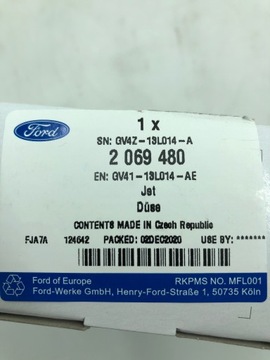 1 x
Ford
SN: GV4Z-13L014-A
2 069 480
EN: GV41-13L014-AE
Jet
Düse
CONTENTS MADE IN Czech Republic
FJA7A 124642 PACKED: 02DEC2020 USE BY: *******
Ford of Europe RKPMS NO. MFL001
Ford-Werke GmbH, Henry-Ford-Straße 1, 50735 Köln